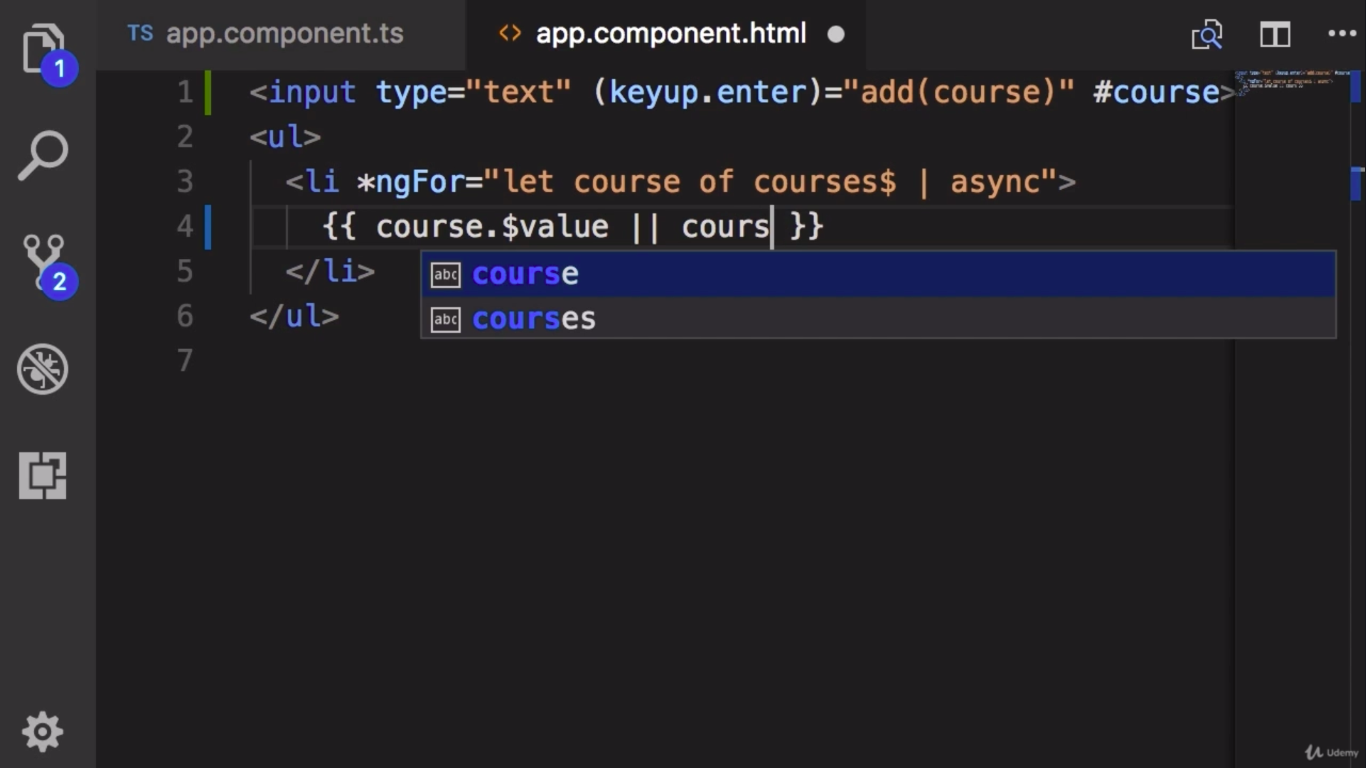 TS app.component.ts <> app.component.html
1
1 <input type="text" (keyup.enter)="add(course)" #course>
2 <ul>
3 <li *ngFor="let course of courses$ | async">
4 {{ course.$value || cours }}
abc course
5 </li>
abc courses
6 </ul>
7
2
Udemy